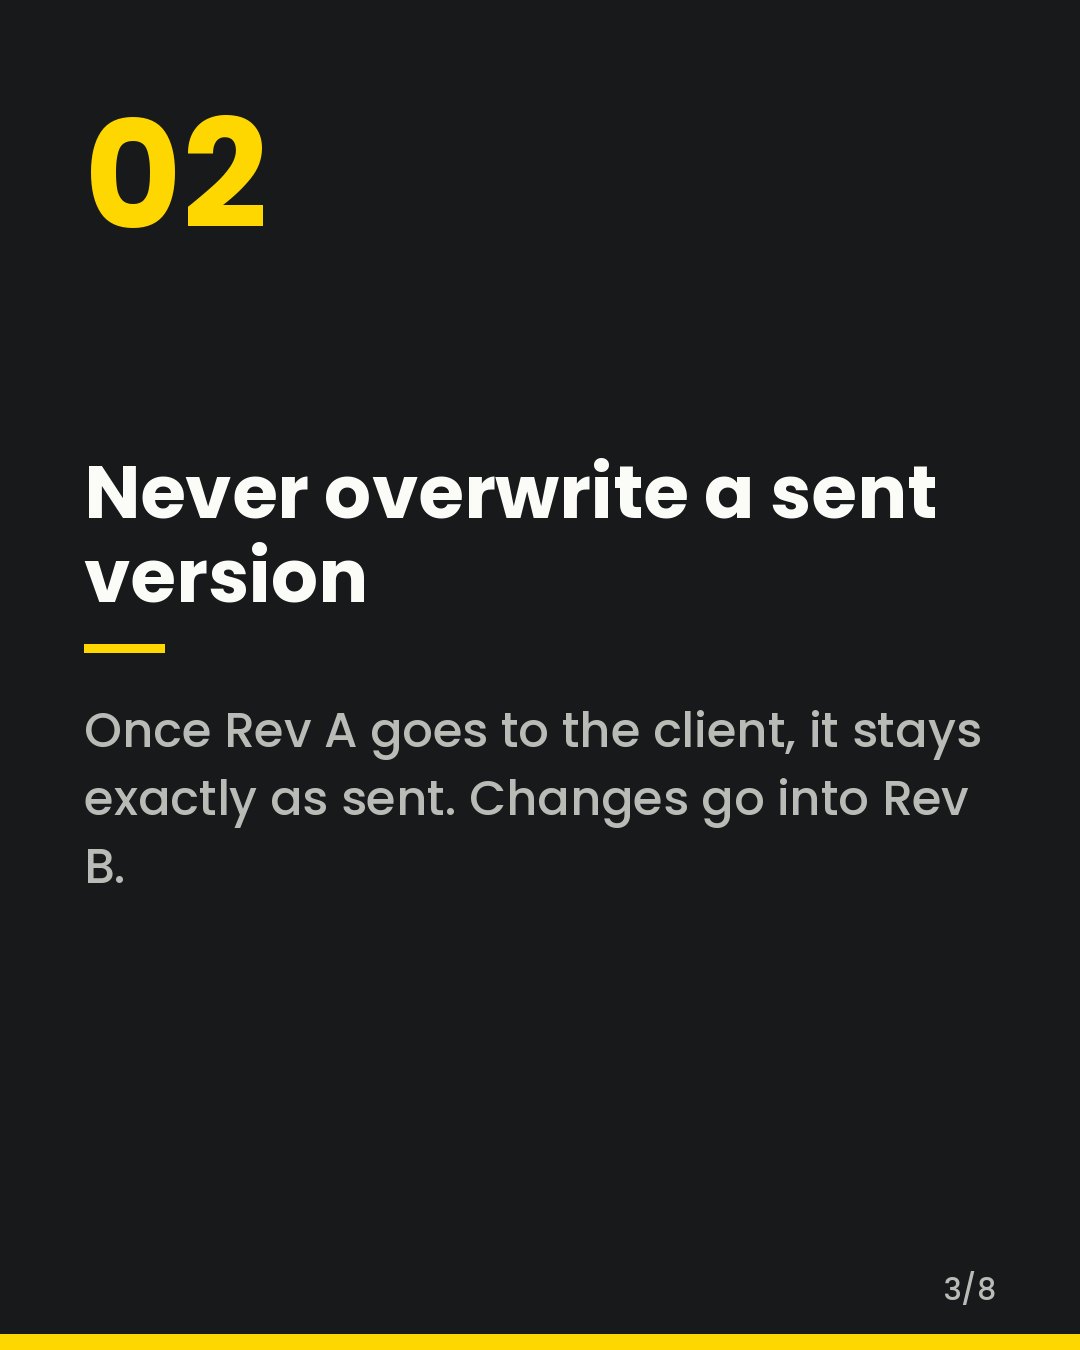 02
Never overwrite a sent
version
Once Rev A goes to the client, it stays
exactly as sent. Changes go into Rev
B.
3/8